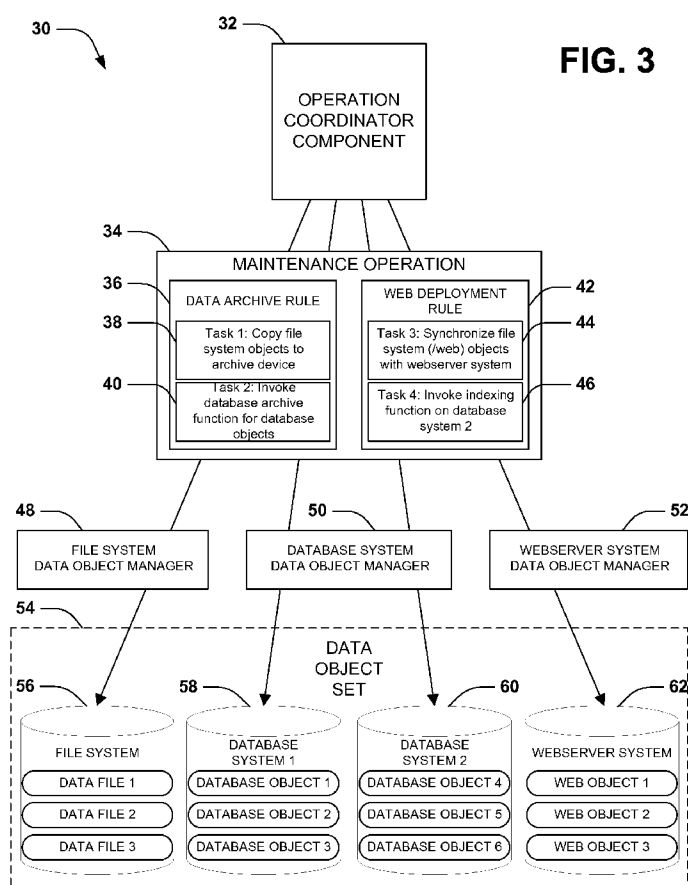 30
32
FIG. 3
OPERATION
COORDINATOR
COMPONENT
34
MAINTENANCE OPERATION
36
DATA ARCHIVE RULE
38
Task 1: Copy file
system objects to
archive device
40
Task 2: Invoke
database archive
function for database
objects
WEB DEPLOYMENT
RULE
42
Task 3: Synchronize file
system (/web) objects
with webserver system
44
Task 4: Invoke indexing
function on database
system 2
46
48
FILE SYSTEM
DATA OBJECT MANAGER
50
DATABASE SYSTEM
DATA OBJECT MANAGER
52
WEBSERVER SYSTEM
DATA OBJECT MANAGER
54
DATA
OBJECT
SET
56
FILE SYSTEM
DATA FILE 1
DATA FILE 2
DATA FILE 3
58
DATABASE
SYSTEM 1
DATABASE OBJECT 1
DATABASE OBJECT 2
DATABASE OBJECT 3
60
DATABASE
SYSTEM 2
DATABASE OBJECT 4
DATABASE OBJECT 5
DATABASE OBJECT 6
62
WEBSERVER SYSTEM
WEB OBJECT 1
WEB OBJECT 2
WEB OBJECT 3